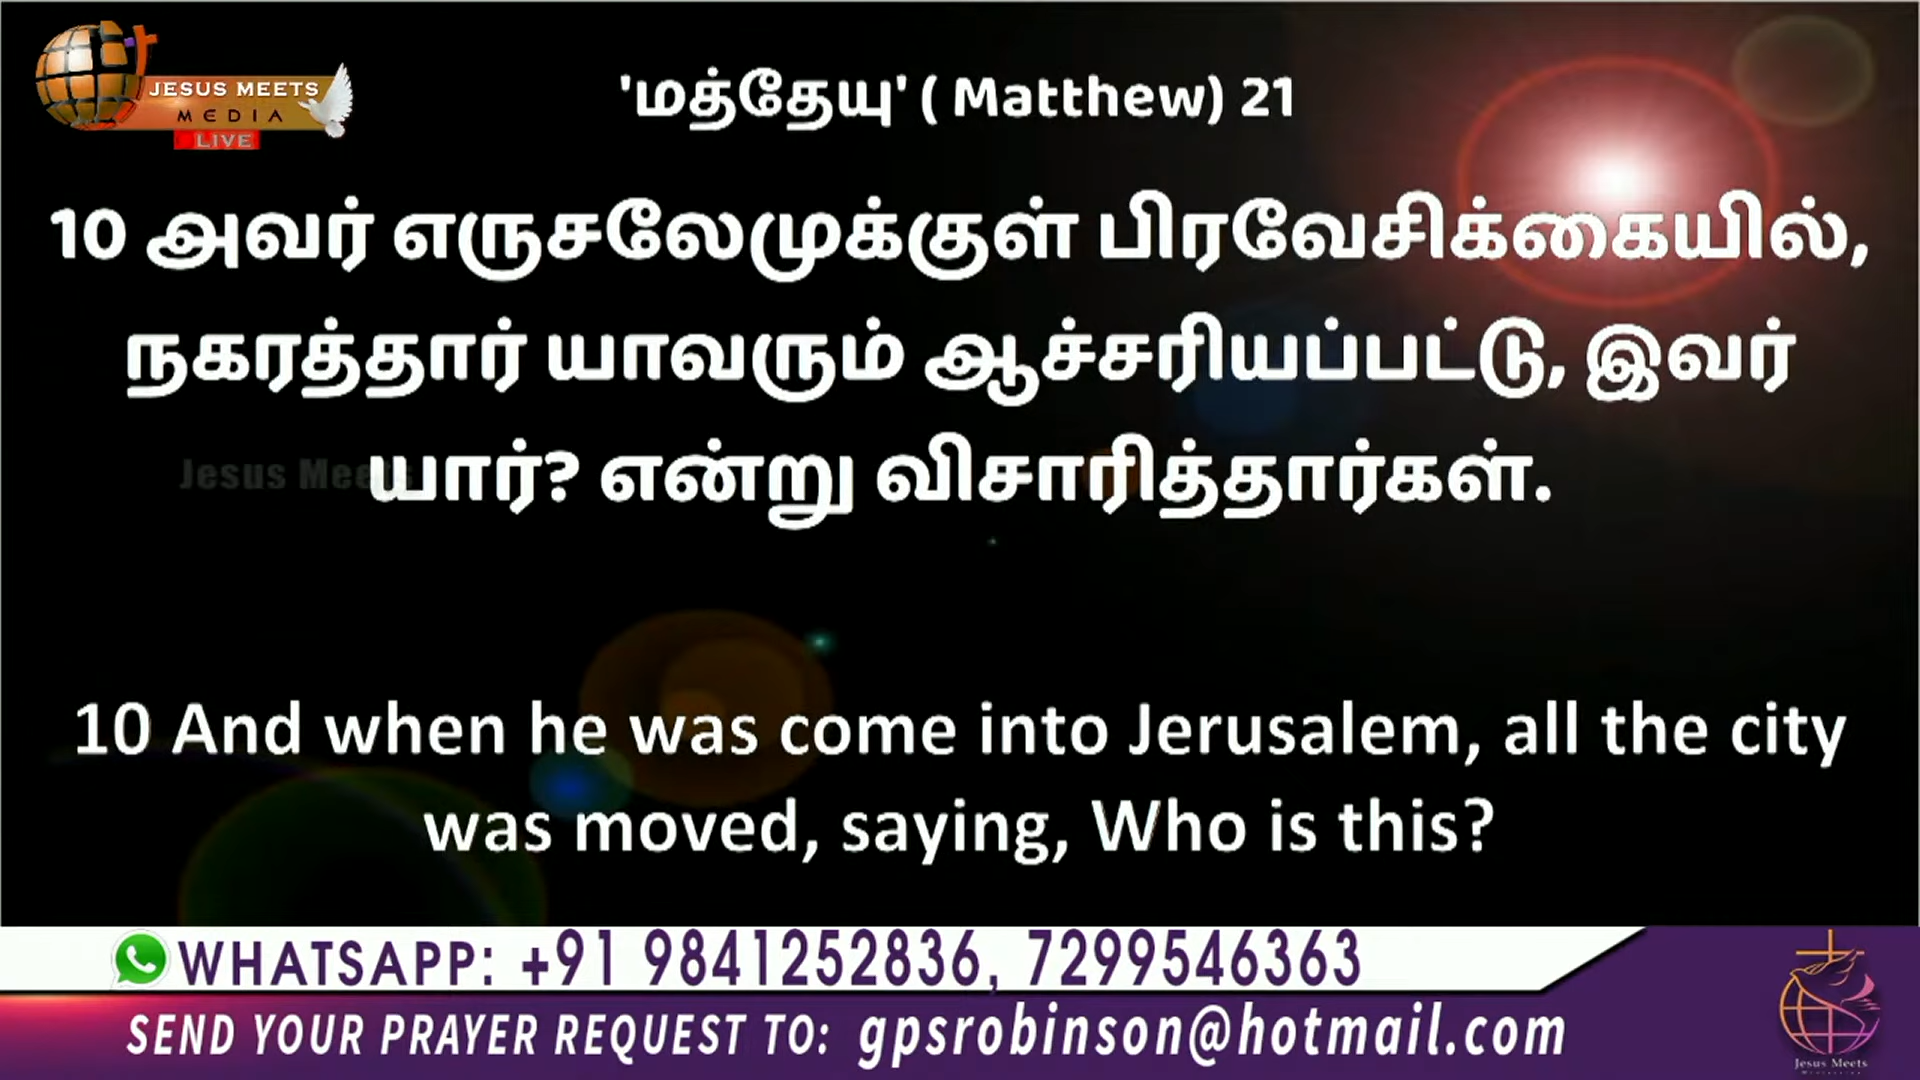 JESUS MEETS
MEDIA
LIVE
'மத்தேயு' ( Matthew) 21
10 அவர் எருசலேமுக்குள் பிரவேசிக்கையில்,
நகரத்தார் யாவரும் ஆச்சரியப்பட்டு, இவர்
யார்? என்று விசாரித்தார்கள்.
Jesus Meets
10 And when he was come into Jerusalem, all the city
was moved, saying, Who is this?
WHATSAPP: +91 9841252836, 7299546363
SEND YOUR PRAYER REQUEST TO: gpsrobinson@hotmail.com
Jesus Meets